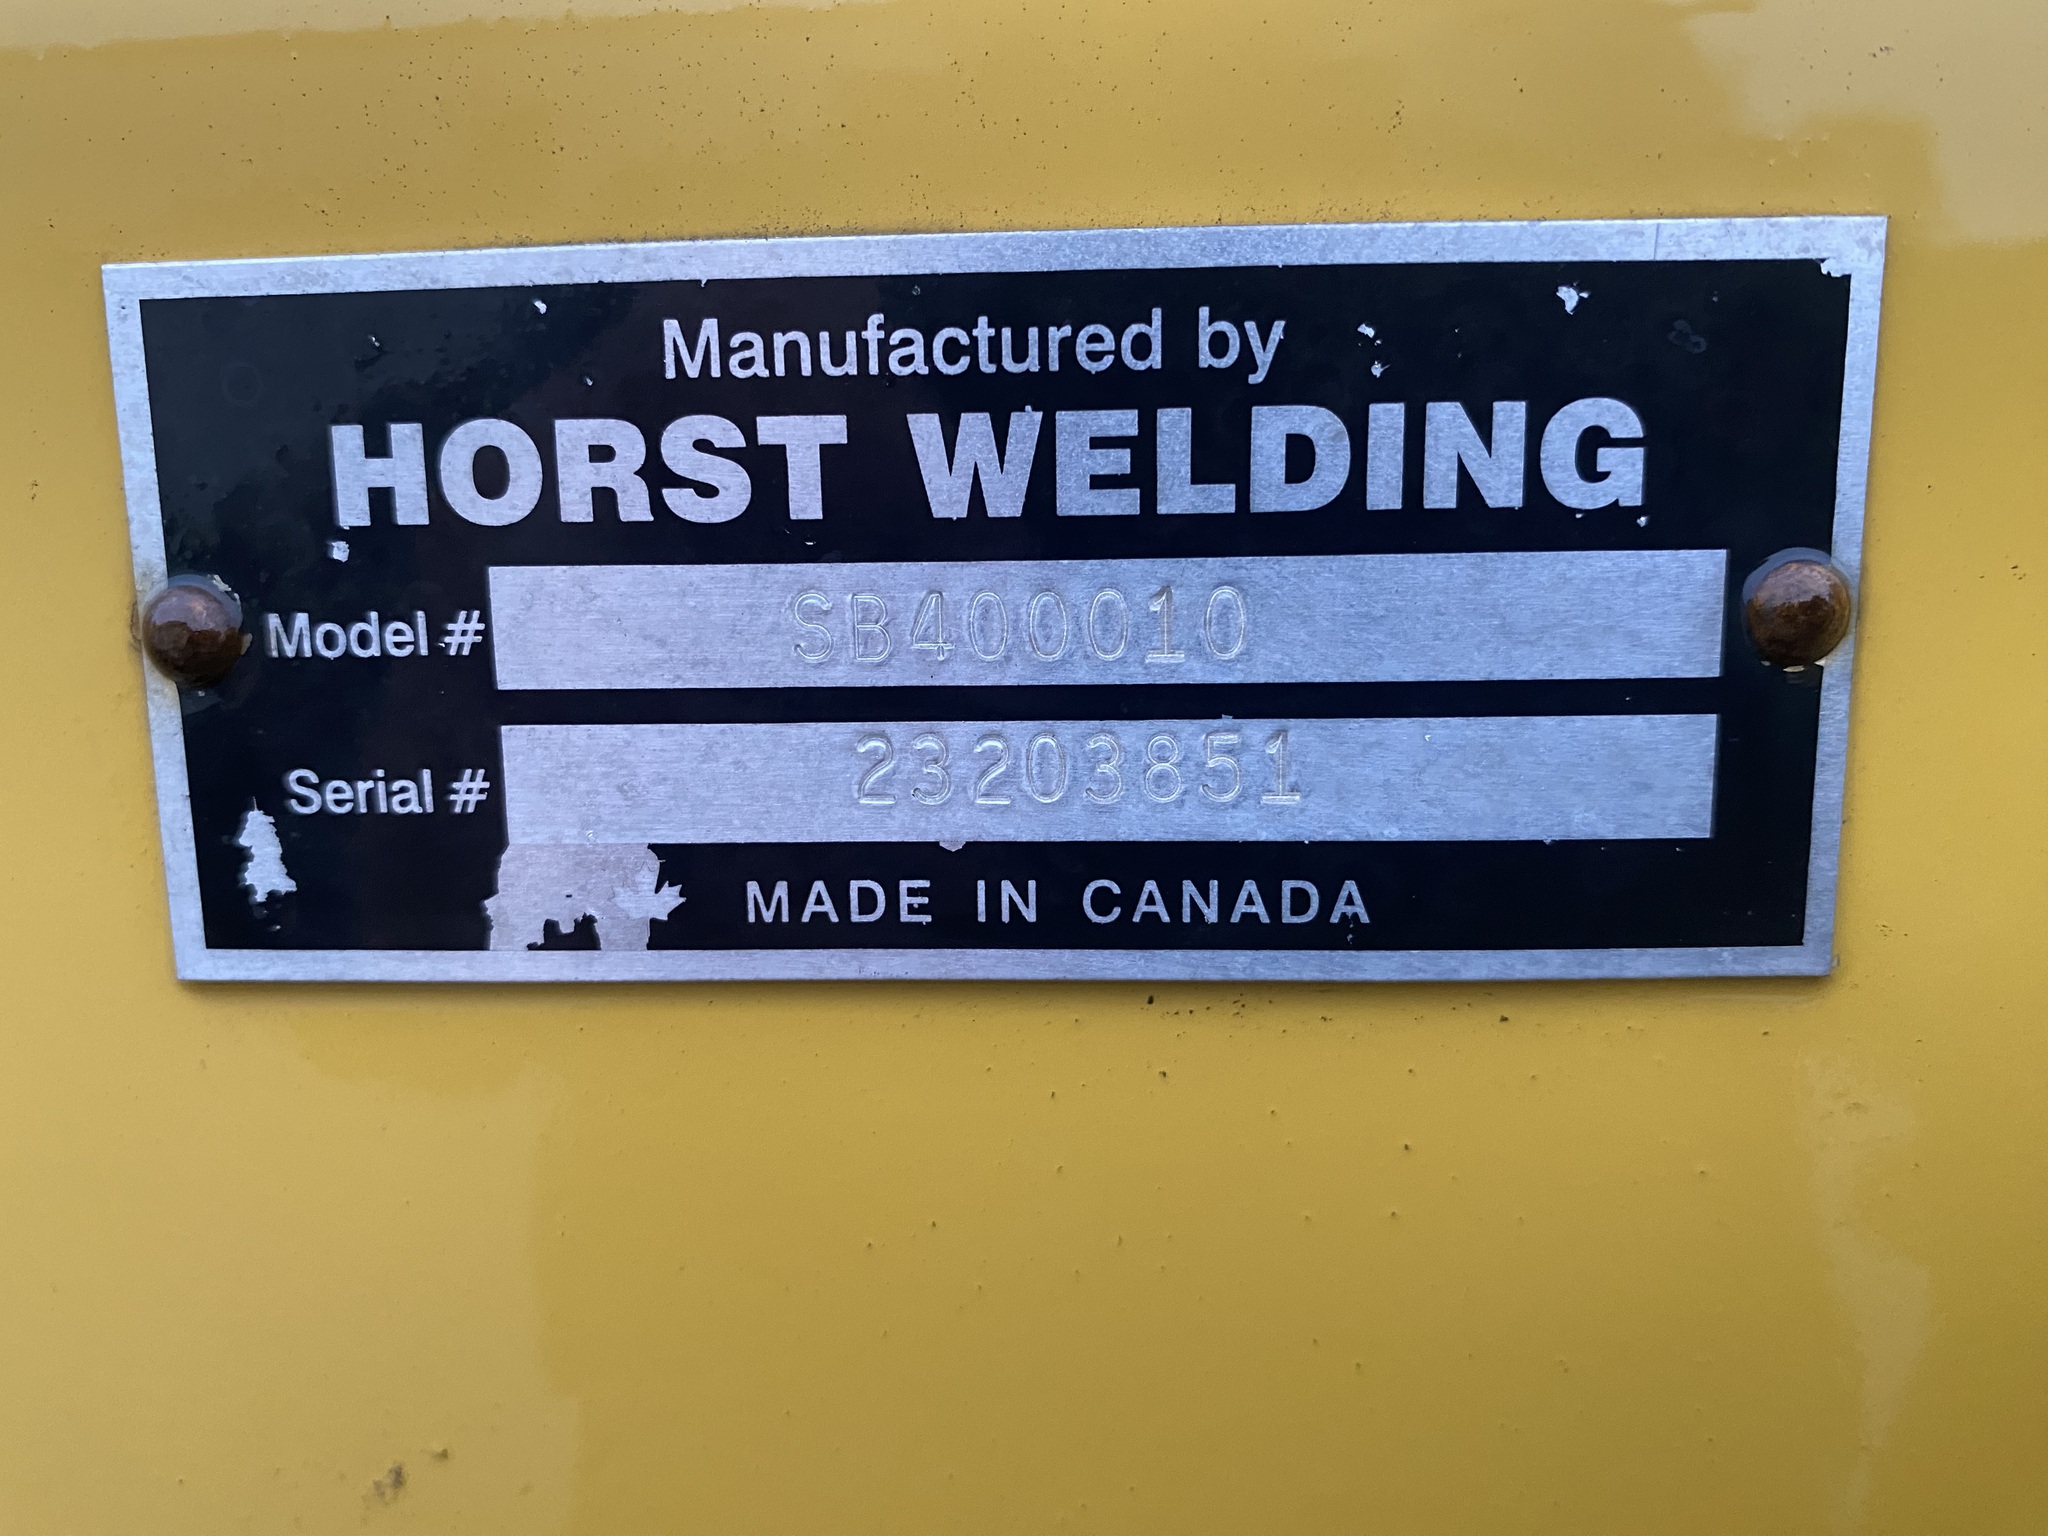 Manufactured by
HORST WELDING
Model # SB400010
Serial # 23203851
MADE IN CANADA